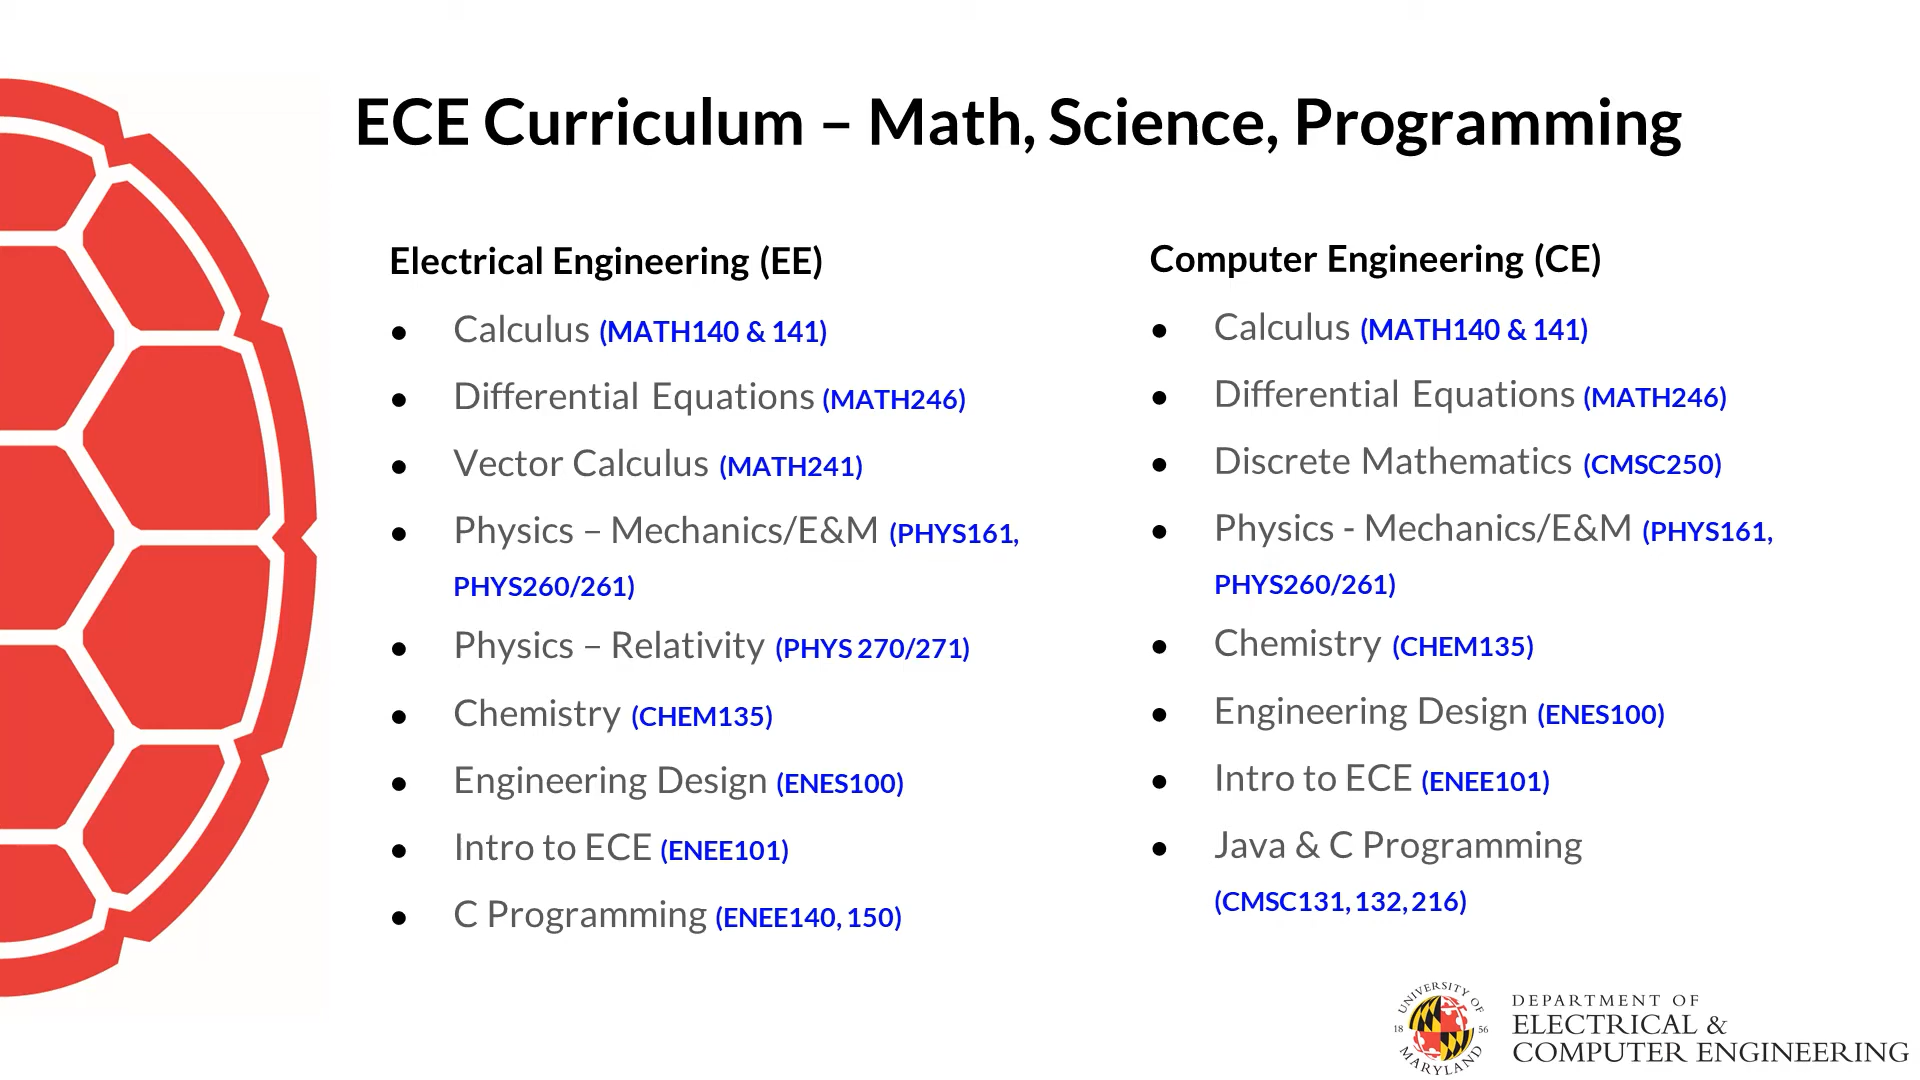 ECE Curriculum – Math, Science, Programming
Electrical Engineering (EE)
● Calculus (MATH140 & 141)
● Differential Equations (MATH246)
● Vector Calculus (MATH241)
● Physics – Mechanics/E&M (PHYS161,
PHYS260/261)
● Physics – Relativity (PHYS 270/271)
● Chemistry (CHEM135)
● Engineering Design (ENES100)
● Intro to ECE (ENEE101)
● C Programming (ENEE140, 150)
Computer Engineering (CE)
● Calculus (MATH140 & 141)
● Differential Equations (MATH246)
● Discrete Mathematics (CMSC250)
● Physics - Mechanics/E&M (PHYS161,
PHYS260/261)
● Chemistry (CHEM135)
● Engineering Design (ENES100)
● Intro to ECE (ENEE101)
● Java & C Programming
(CMSC131, 132, 216)
UNIVERSITY OF
18 56
MARYLAND
DEPARTMENT OF
ELECTRICAL &
COMPUTER ENGINEERING